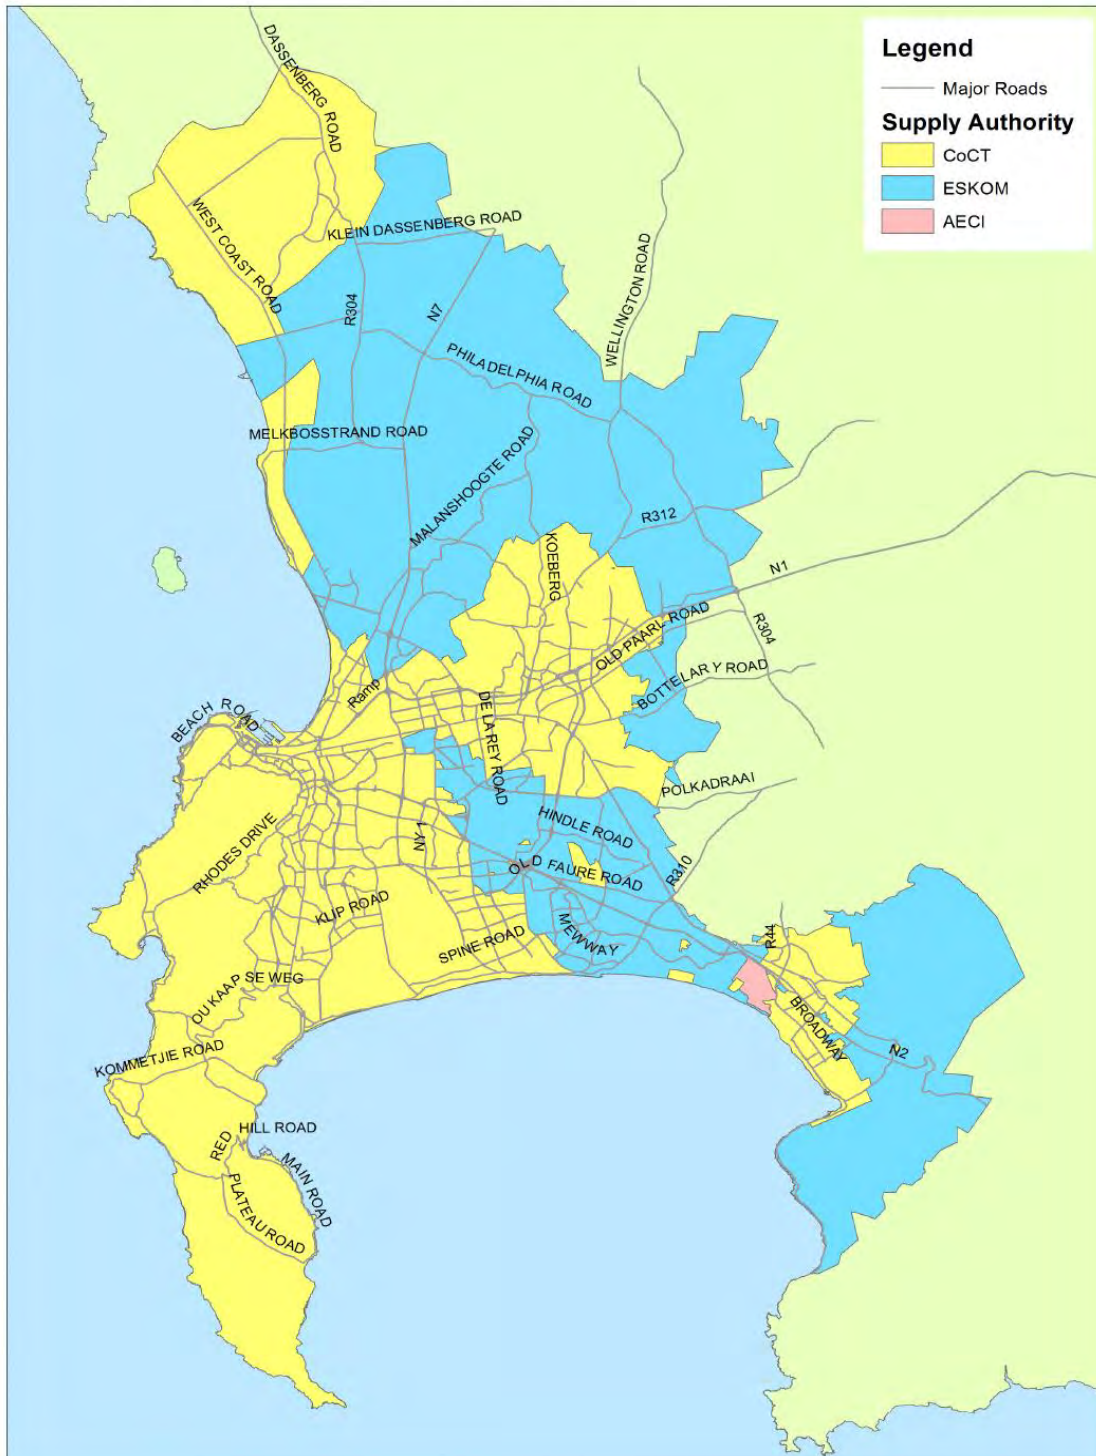 Legend
Major Roads
Supply Authority
CoCT
ESKOM
AECI
DASSENBERG ROAD
WEST COAST ROAD
KLEIN DASSENBERG ROAD
R304
N7
WELLINGTON ROAD
PHILADELPHIA ROAD
MELKBOSSTRAND ROAD
MALANSHOOGTE ROAD
R312
KOEBERG
N1
OLD PAARL ROAD
R304
BOTTELARY ROAD
Ramp
BEACH ROAD
DE LA REY ROAD
POLKADRAAI
HINDLE ROAD
RHODES DRIVE
NY 1
OLD FAURE ROAD
R310
KLIP ROAD
MEWWAY
SPINE ROAD
R44
OU KAAP SE WEG
BROADWAY
KOMMETJIE ROAD
N2
RED HILL ROAD
MAIN ROAD
PLATEAU ROAD